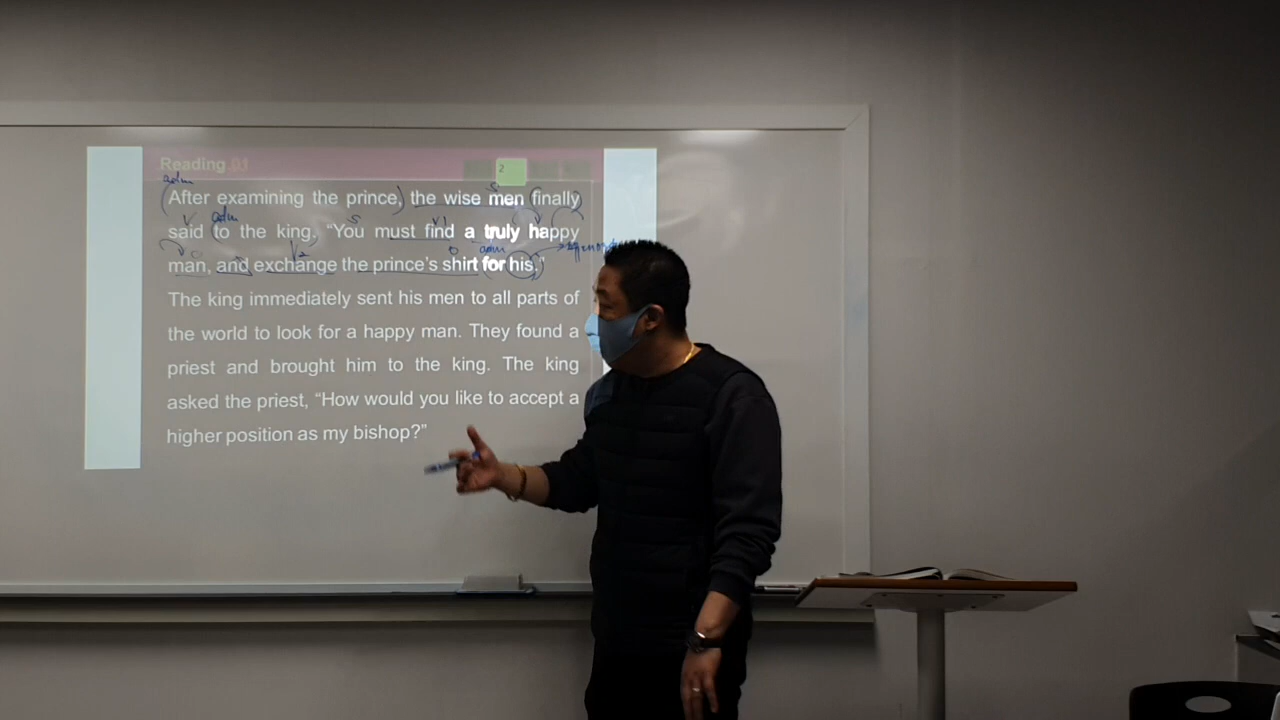 Reading 01
2
After examining the prince, the wise men finally
said to the king, “You must find a truly happy
man, and exchange the prince’s shirt for his.”
The king immediately sent his men to all parts of
the world to look for a happy man. They found a
priest and brought him to the king. The king
asked the priest, “How would you like to accept a
higher position as my bishop?”